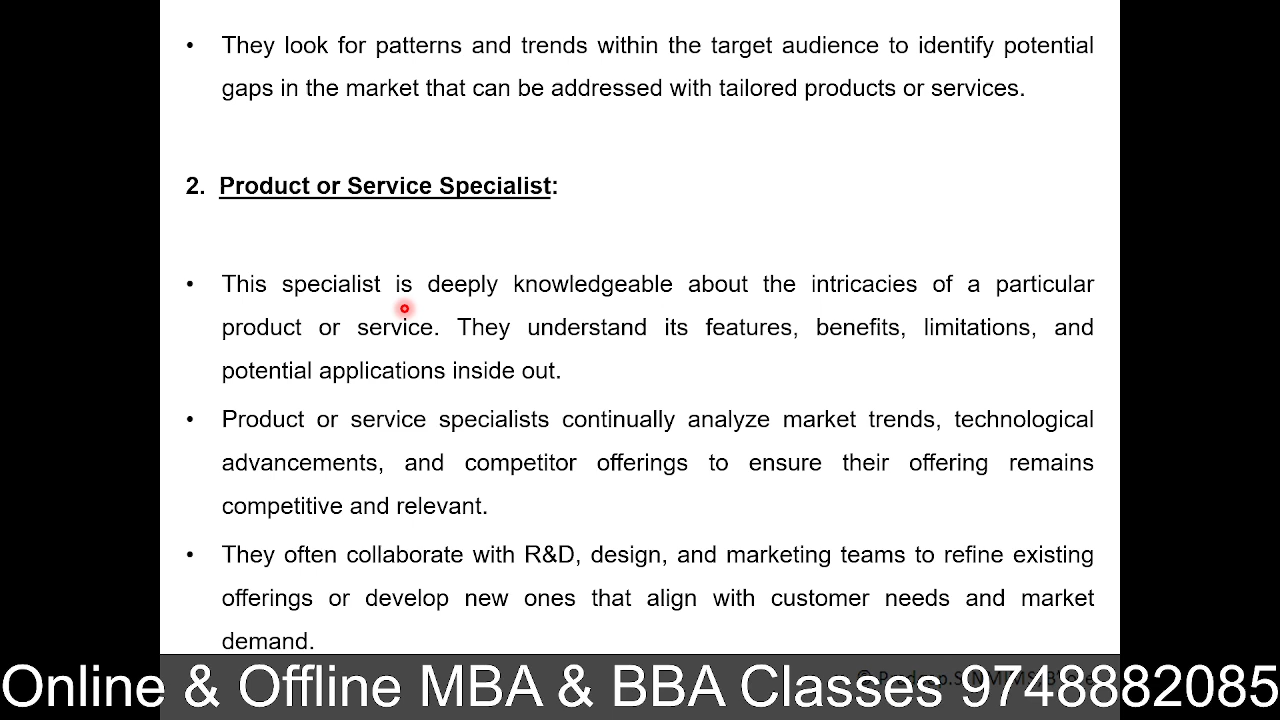 • They look for patterns and trends within the target audience to identify potential
gaps in the market that can be addressed with tailored products or services.
2. Product or Service Specialist:
• This specialist is deeply knowledgeable about the intricacies of a particular
product or service. They understand its features, benefits, limitations, and
potential applications inside out.
• Product or service specialists continually analyze market trends, technological
advancements, and competitor offerings to ensure their offering remains
competitive and relevant.
• They often collaborate with R&D, design, and marketing teams to refine existing
offerings or develop new ones that align with customer needs and market
demand.
Online & Offline MBA & BBA Classes 9748882085